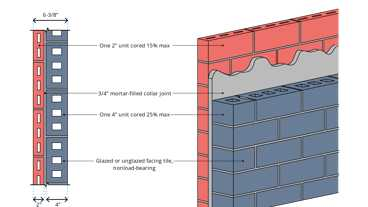 6-3/8"
One 2" unit cored 15% max
3/4" mortar-filled collar joint
One 4" unit cored 25% max
Glazed or unglazed facing tile,
nonload-bearing
2"
4"